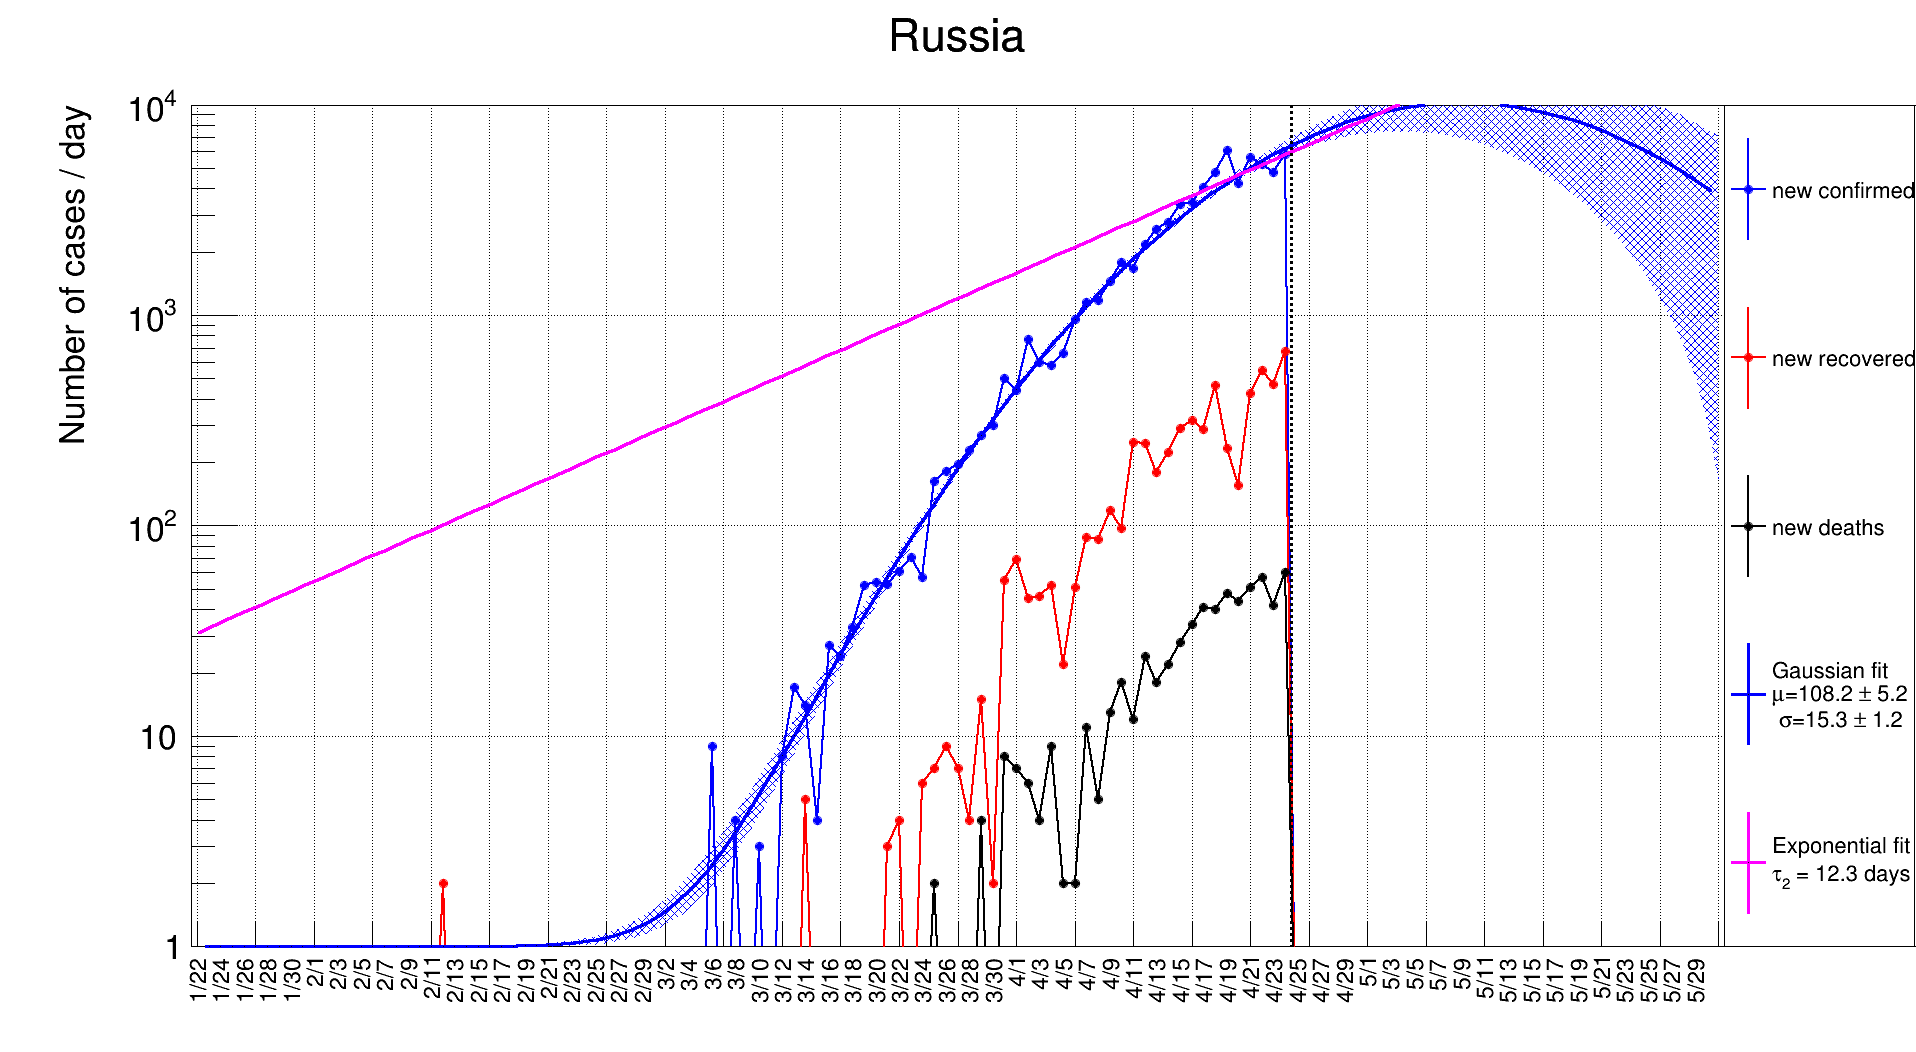 Russia
Number of cases / day
10⁴
10³
10²
10
1
1/22 1/24 1/26 1/28 1/30 2/1 2/3 2/5 2/7 2/9 2/11 2/13 2/15 2/17 2/19 2/21 2/23 2/25 2/27 2/29 3/2 3/4 3/6 3/8 3/10 3/12 3/14 3/16 3/18 3/20 3/22 3/24 3/26 3/28 3/30 4/1 4/3 4/5 4/7 4/9 4/11 4/13 4/15 4/17 4/19 4/21 4/23 4/25 4/27 4/29 5/1 5/3 5/5 5/7 5/9 5/11 5/13 5/15 5/17 5/19 5/21 5/23 5/25 5/27 5/29
new confirmed
new recovered
new deaths
Gaussian fit
μ=108.2 ± 5.2
σ=15.3 ± 1.2
Exponential fit
τ₂ = 12.3 days